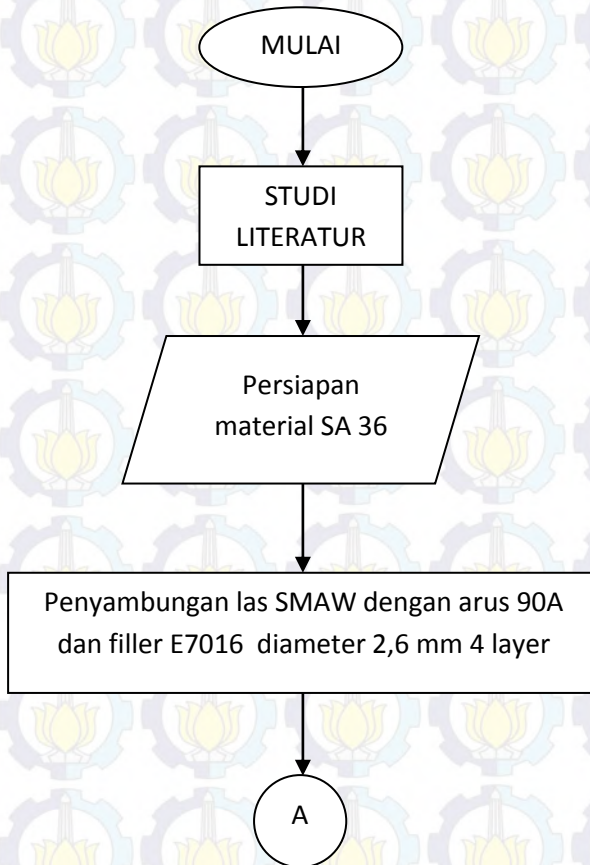 MULAI
STUDI
LITERATUR
Persiapan
material SA 36
Penyambungan las SMAW dengan arus 90A
dan filler E7016 diameter 2,6 mm 4 layer
A